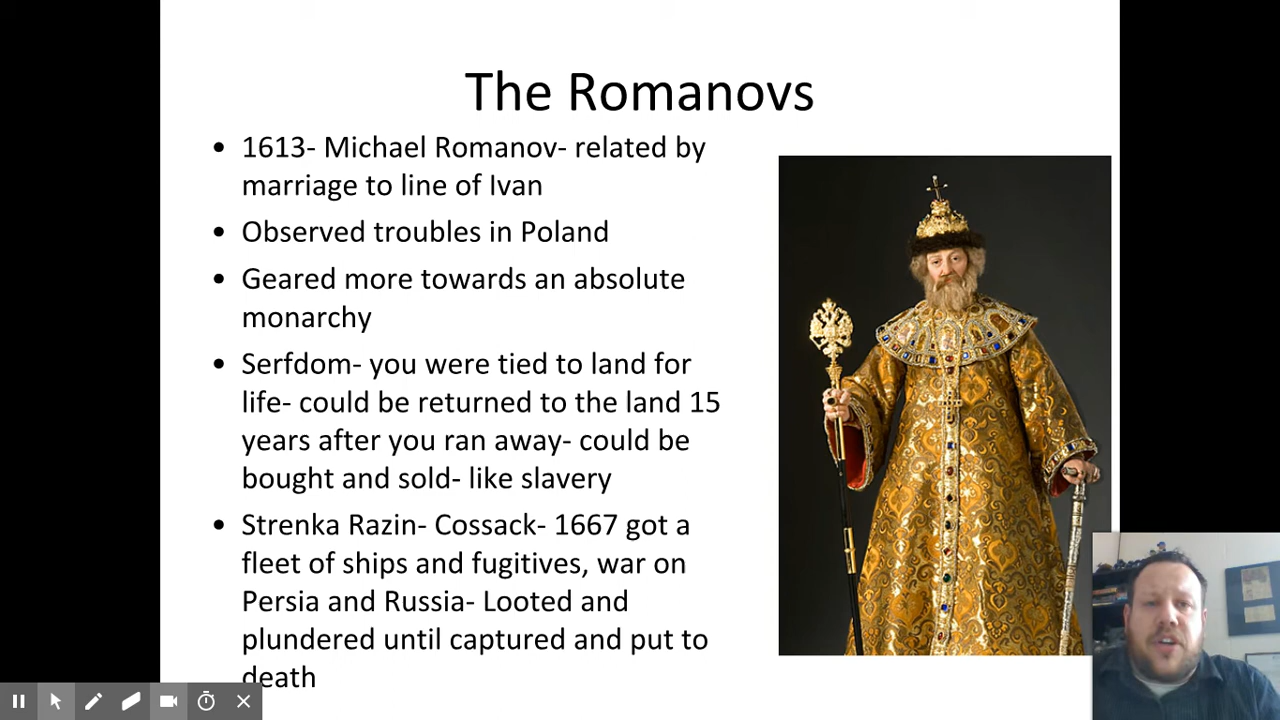 The Romanovs
• 1613- Michael Romanov- related by
marriage to line of Ivan
• Observed troubles in Poland
• Geared more towards an absolute
monarchy
• Serfdom- you were tied to land for
life- could be returned to the land 15
years after you ran away- could be
bought and sold- like slavery
• Strenka Razin- Cossack- 1667 got a
fleet of ships and fugitives, war on
Persia and Russia- Looted and
plundered until captured and put to
death